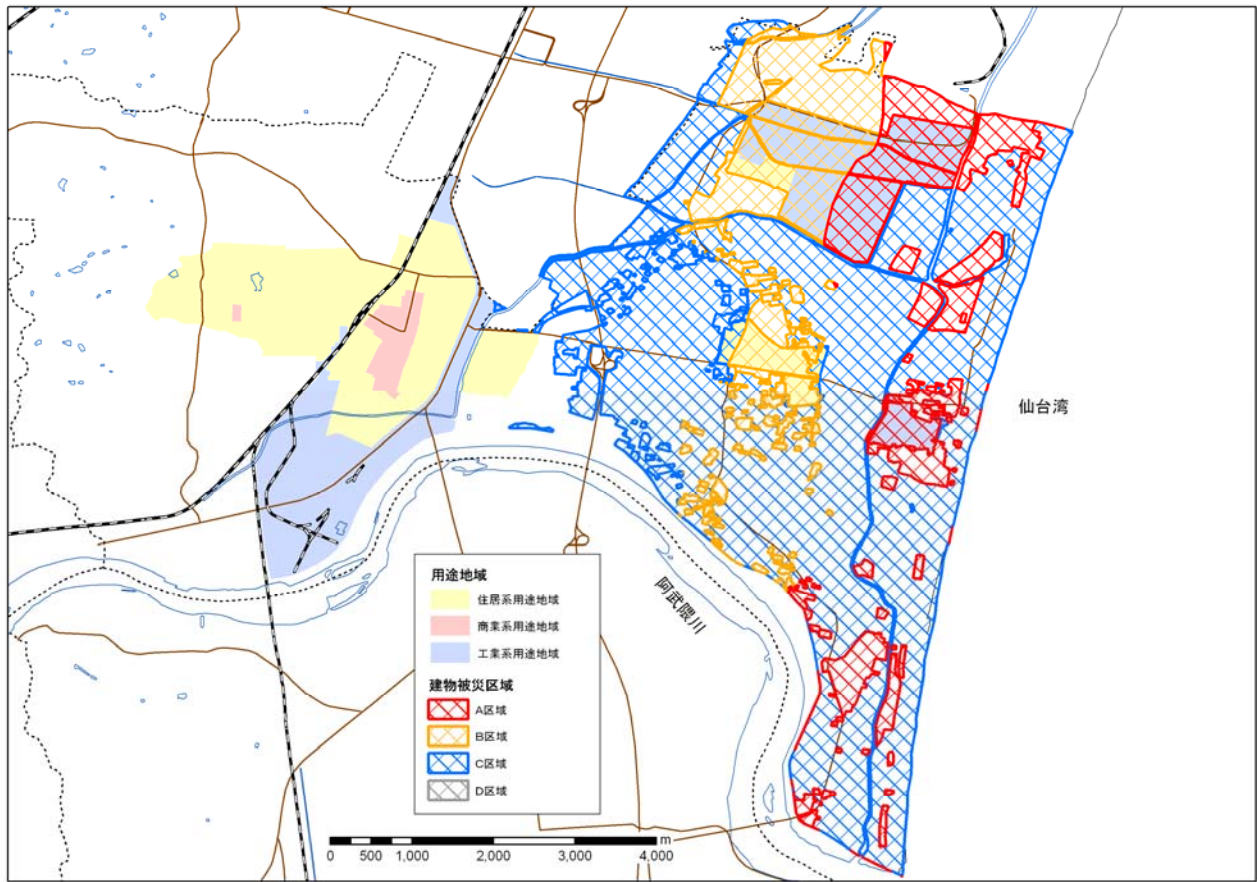 仙台湾
阿武隈川
用途地域
住居系用途地域
商業系用途地域
工業系用途地域
建物被災区域
A区域
B区域
C区域
D区域
m
0 500 1,000 2,000 3,000 4,000